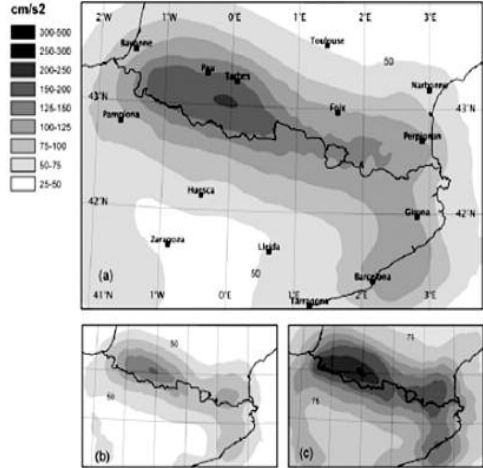 cm/s2
300-500
250-300
200-250
150-200
125-150
100-125
75-100
50-75
25-50
Bayonne
Toulouse
50
Pau
Tarbes
Narbonne
43°N
43°N
Foix
Pamplona
Perpignan
Huesca
42°N
42°N
Girona
Zaragoza
Lleida
(a)
50
Barcelona
Tarragona
41°N
1°W
0°E
1°E
2°E
3°E
50
50
(b)
75
75
(c)